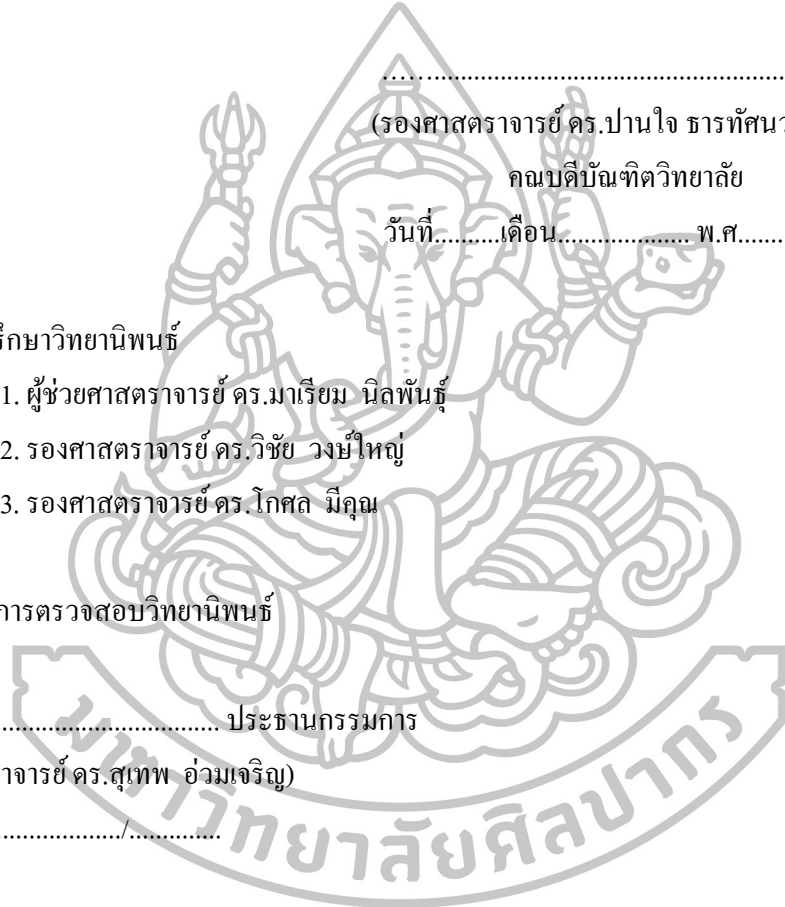 ...........................................................
(รองศาสตราจารย์ ดร.ปานใจ ธารทัศนว
คณบดีบัณฑิตวิทยาลัย
วันที่..........เดือน.................... พ.ศ.......
รึกษาวิทยานิพนธ์
1. ผู้ช่วยศาสตราจารย์ ดร.มาเรียม นิลพันธุ์
2. รองศาสตราจารย์ ดร.วิชัย วงษ์ใหญ่
3. รองศาสตราจารย์ ดร.โกศล มีคุณ
การตรวจสอบวิทยานิพนธ์
.................................. ประธานกรรมการ
าจารย์ ดร.สุเทพ อ่วมเจริญ)
.................../..............
มหาวิทยาลัยศิลปากร